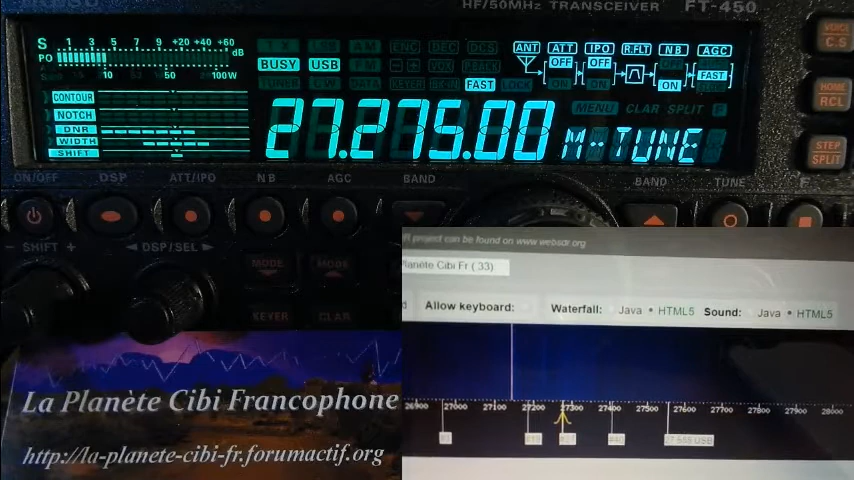 HF/50MHz TRANSCEIVER FT-450
S 1 3 5 7 9 +20 +40 +60 dB
PO 10 50 100W
BUSY USB
FAST
ANT ATT IPO R.FLT NB AGC
OFF OFF FAST
ON
VOICE C.S
HOME RCL
STEP SPLIT
CONTOUR
NOTCH
DNR
WIDTH
SHIFT
27.275.00 M--TUNE
MENU CLAR SPLIT
ON/OFF DSP ATT/IPO NB AGC BAND BAND TUNE F
- SHIFT + ◄ DSP/SEL ►
MODE MODE
KEYER CLAR
project can be found on www.websdr.org
Planète Cibi Fr (33)
Allow keyboard: Waterfall: Java HTML5 Sound: Java HTML5
26900 27000 27100 27200 27300 27400 27500 27600 27700 27800 27900 28000
#40 27.555 USB
La Planète Cibi Francophone
http://la-planete-cibi-fr.forumactif.org